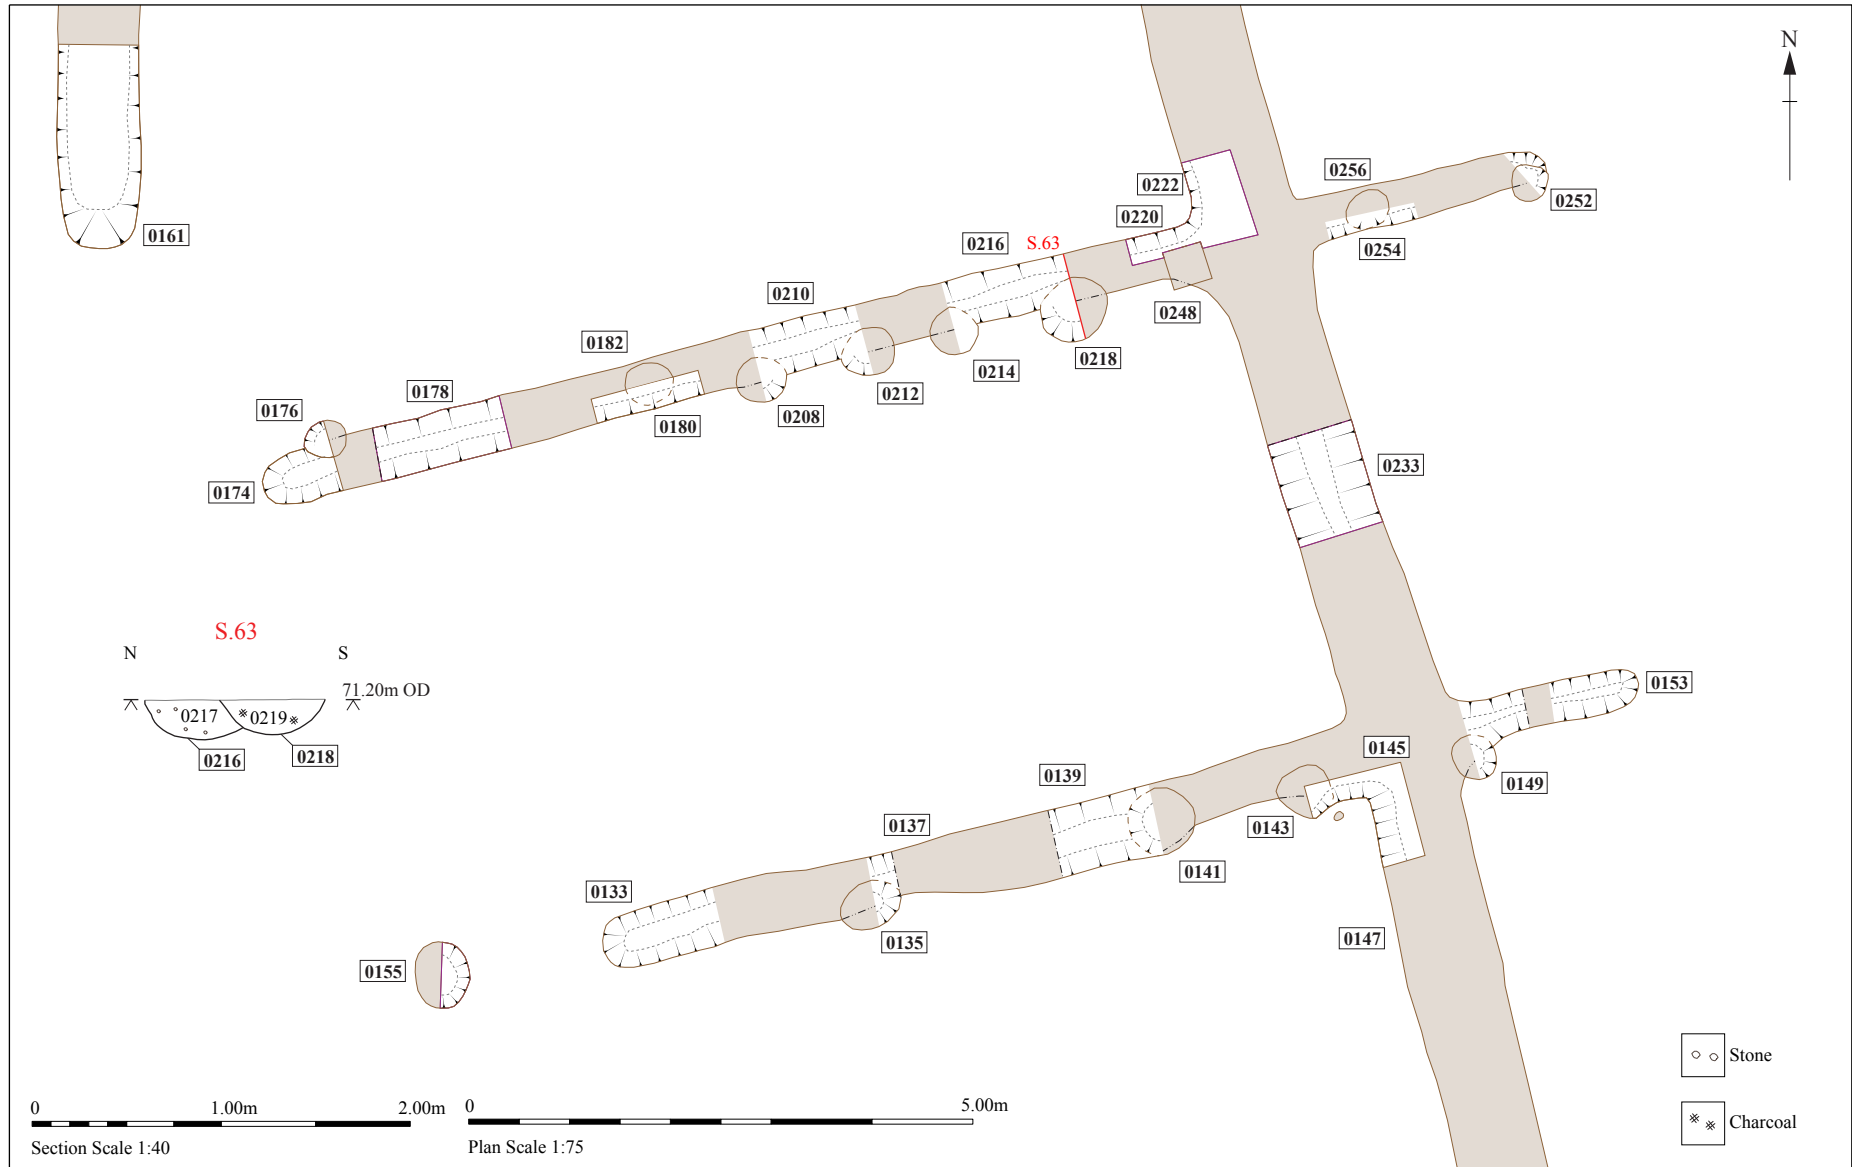 N
0161
0222
0220
0256
0252
0254
0216
S.63
0248
0210
0218
0214
0212
0182
0208
0180
0178
0176
0174
0233
S.63
N
S
71.20m OD
0217
0219
0216
0218
0153
0145
0149
0139
0143
0141
0137
0133
0135
0147
0155
Stone
Charcoal
0 1.00m 2.00m
Section Scale 1:40
0 5.00m
Plan Scale 1:75